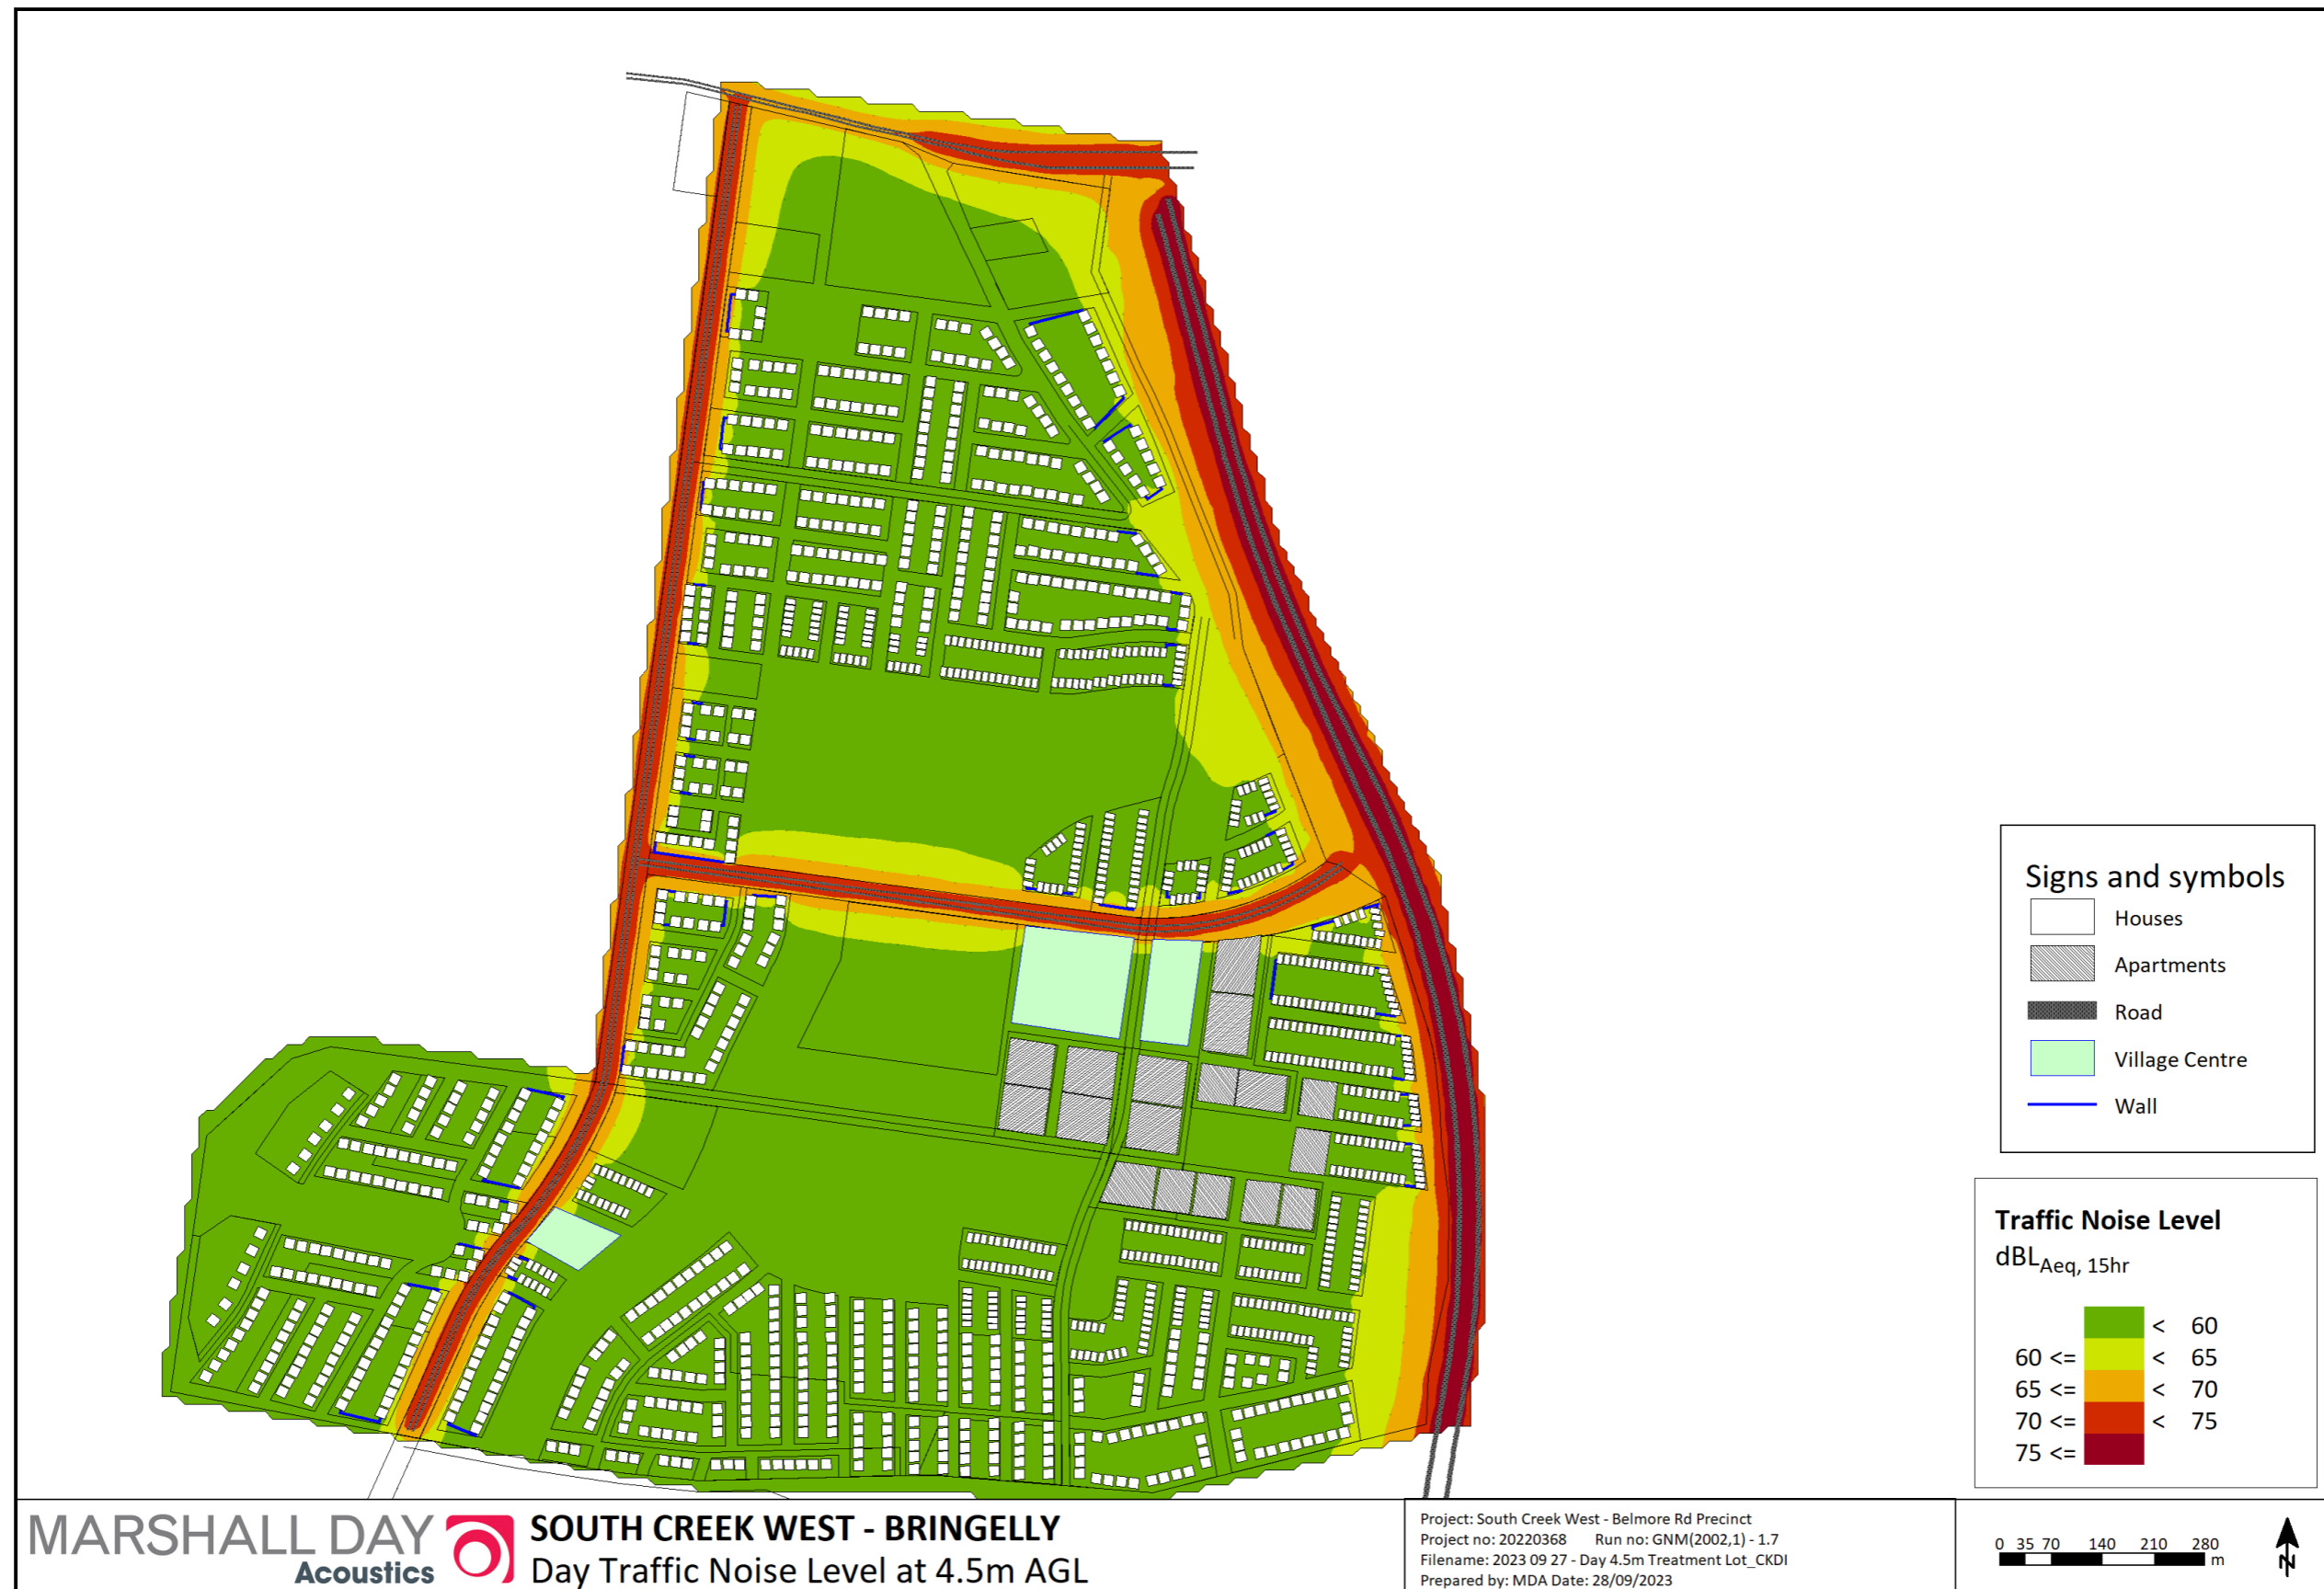 Signs and symbols
Houses
Apartments
Road
Village Centre
Wall
Traffic Noise Level
dBLAeq, 15hr
< 60
60 <= < 65
65 <= < 70
70 <= < 75
75 <=
MARSHALL DAY
Acoustics
SOUTH CREEK WEST - BRINGELLY
Day Traffic Noise Level at 4.5m AGL
Project: South Creek West - Belmore Rd Precinct
Project no: 20220368 Run no: GNM(2002,1) - 1.7
Filename: 2023 09 27 - Day 4.5m Treatment Lot_CKDI
Prepared by: MDA Date: 28/09/2023
0 35 70 140 210 280
m
N